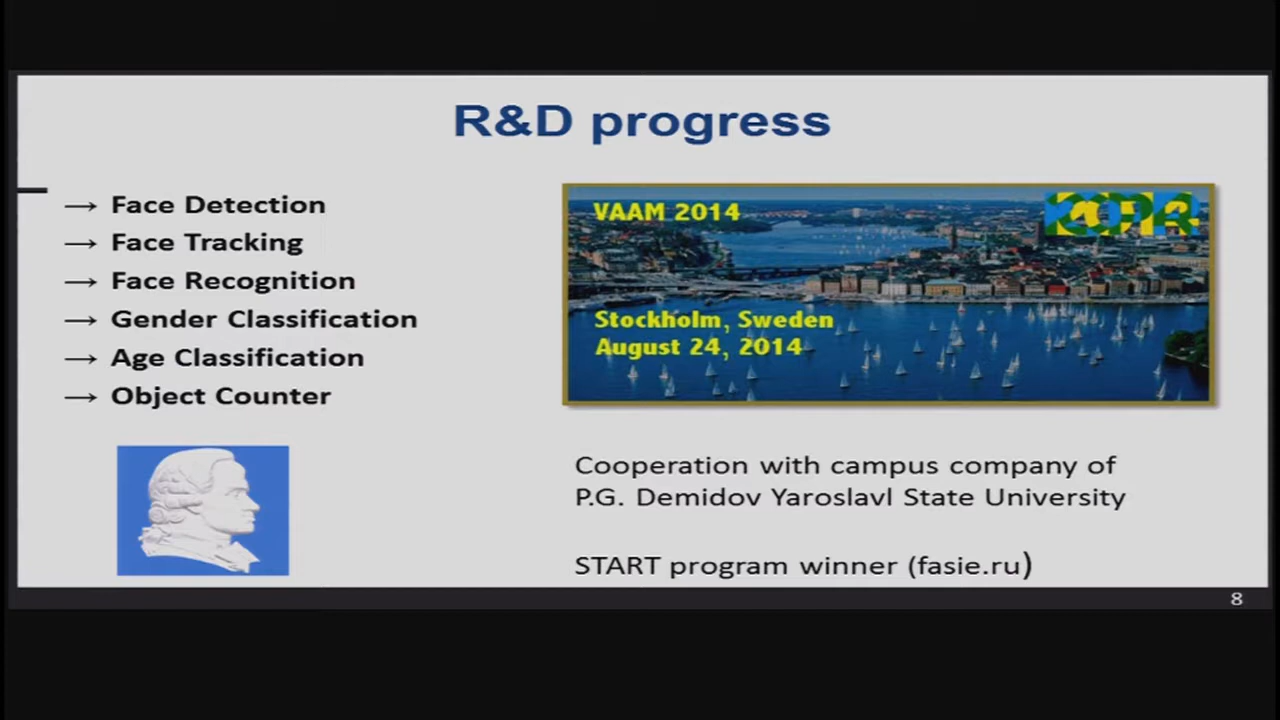 R&D progress
→ Face Detection
→ Face Tracking
→ Face Recognition
→ Gender Classification
→ Age Classification
→ Object Counter
VAAM 2014
ICPR
Stockholm, Sweden
August 24, 2014
Cooperation with campus company of
P.G. Demidov Yaroslavl State University
START program winner (fasie.ru)
8